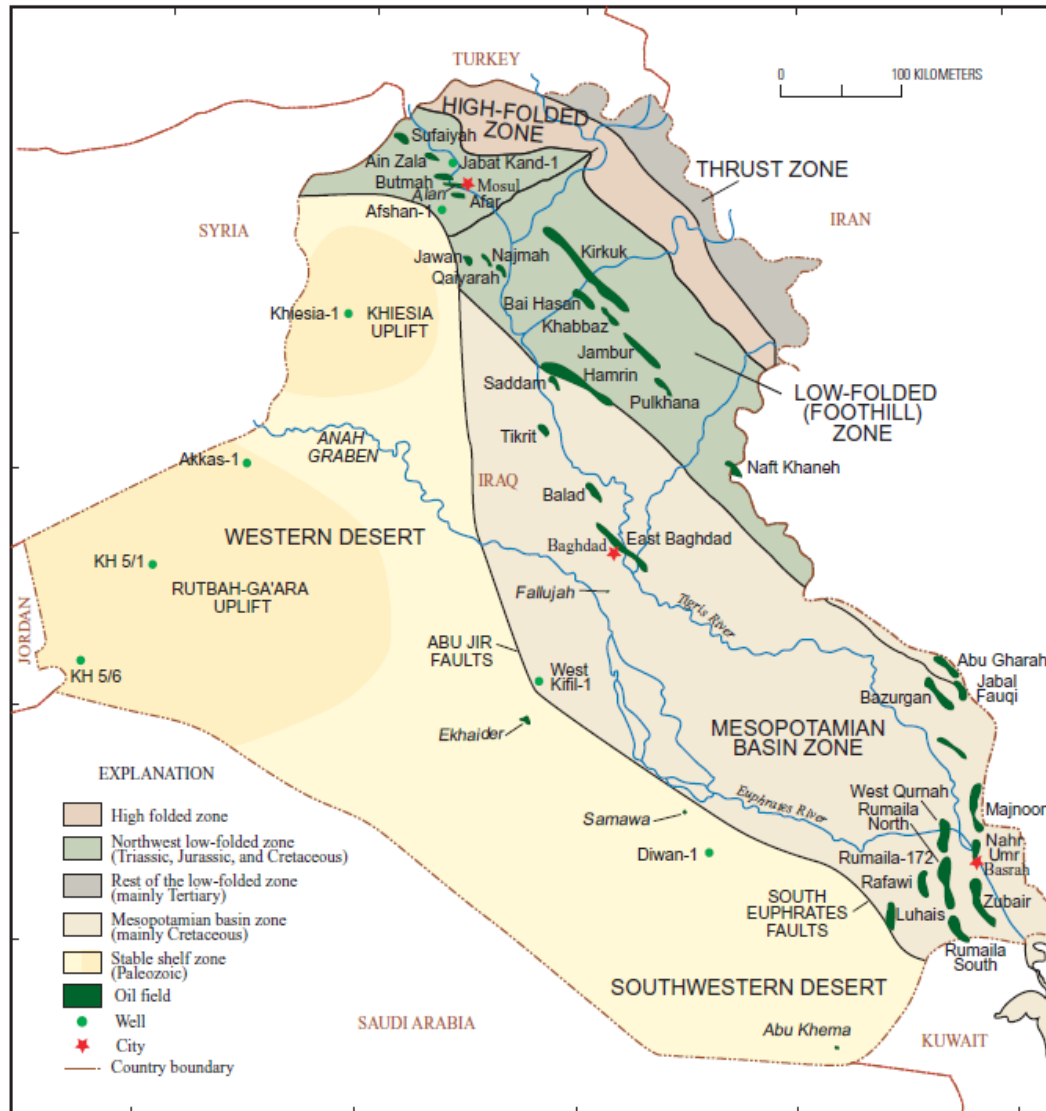 TURKEY
0
100 KILOMETERS
HIGH-FOLDED
ZONE
Sufaiyah
THRUST ZONE
Ain Zala
Jabat Kand-1
Butmah
Mosul
Alan
Afar
Afshan-1
IRAN
SYRIA
Jawan
Najmah
Kirkuk
Qaiyarah
Bai Hasan
Khiesia-1
KHIESIA
UPLIFT
Khabbaz
Jambur
Hamrin
Saddam
Pulkhana
LOW-FOLDED
(FOOTHILL)
ZONE
Tikrit
ANAH
GRABEN
Akkas-1
IRAQ
Naft Khaneh
Balad
WESTERN DESERT
Baghdad
East Baghdad
KH 5/1
RUTBAH-GA'ARA
UPLIFT
Fallujah
Tigris River
JORDAN
ABU JIR
FAULTS
KH 5/6
West
Kifil-1
Abu Gharah
Jabal
Fauqi
Bazurgan
Ekhaider
MESOPOTAMIAN
BASIN ZONE
EXPLANATION
High folded zone
Northwest low-folded zone
(Triassic, Jurassic, and Cretaceous)
Rest of the low-folded zone
(mainly Tertiary)
Mesopotamian basin zone
(mainly Cretaceous)
Stable shelf zone
(Paleozoic)
Oil field
Well
City
Country boundary
West Qurnah
Euphrates River
Rumaila
North
Majnoon
Samawa
Nahr
Umr
Diwan-1
Rumaila-172
Basrah
Rafawi
Zubair
SOUTH
EUPHRATES
FAULTS
Luhais
Rumaila
South
SOUTHWESTERN DESERT
SAUDI ARABIA
Abu Khema
KUWAIT